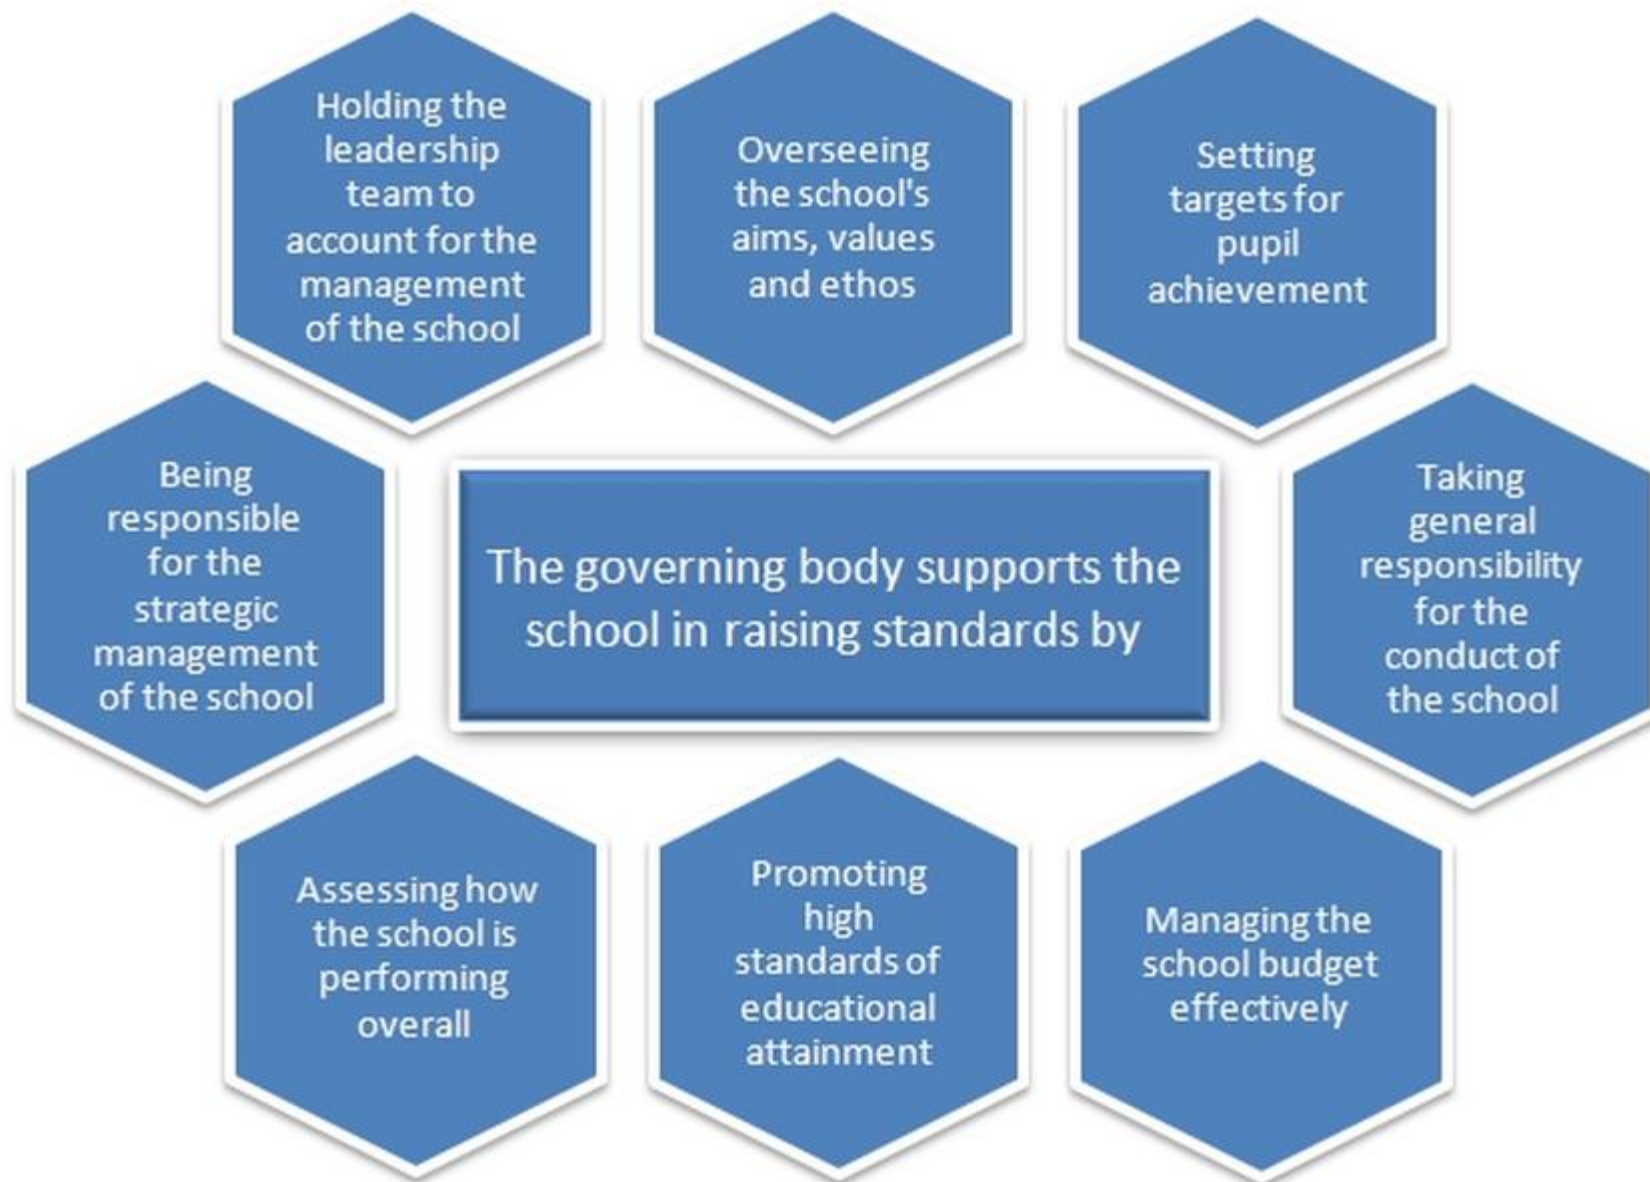 Holding the
leadership
team to
account for the
management
of the school
Overseeing
the school's
aims, values
and ethos
Setting
targets for
pupil
achievement
Being
responsible
for the
strategic
management
of the school
The governing body supports the
school in raising standards by
Taking
general
responsibility
for the
conduct of
the school
Assessing how
the school is
performing
overall
Promoting
high
standards of
educational
attainment
Managing the
school budget
effectively